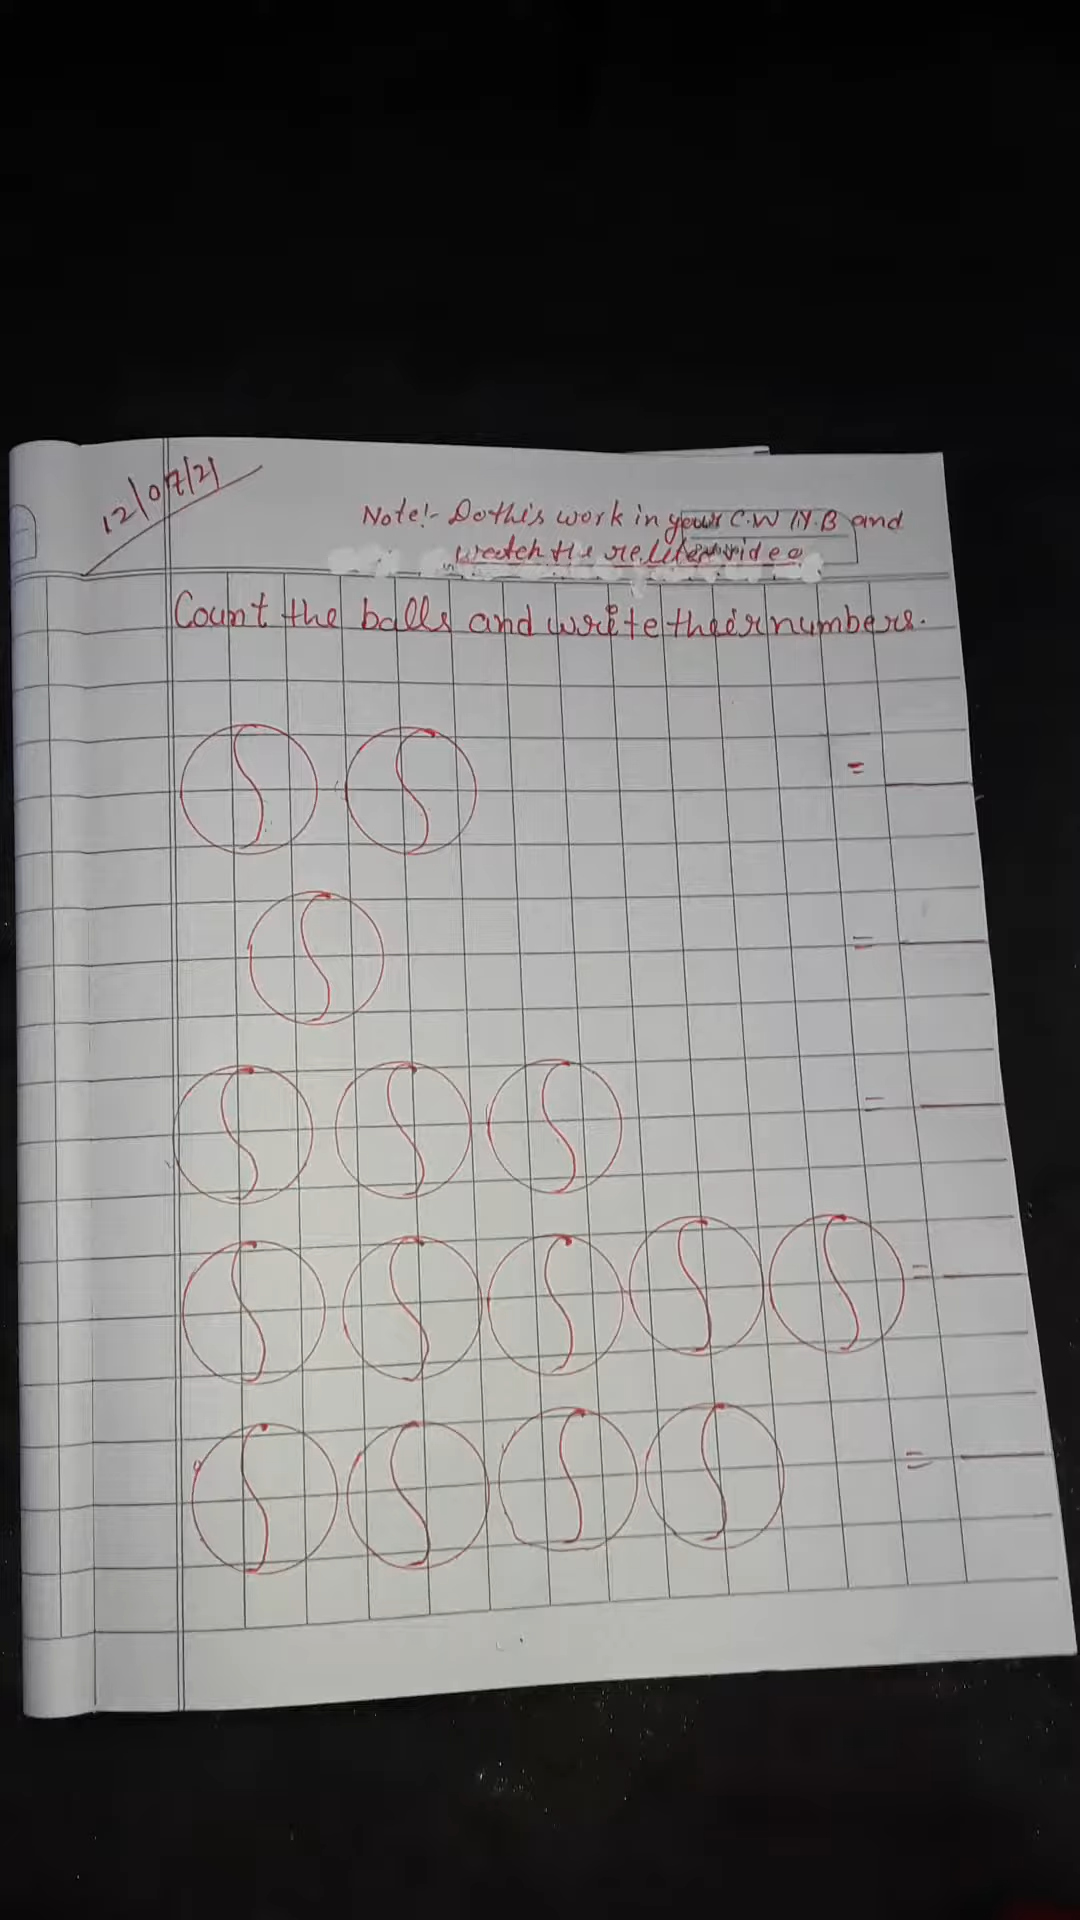 12/07/21
Note!- Do this work in your C.W N.B and
watch the video
Count the balls and write their numbers.
=
=
=
=
=